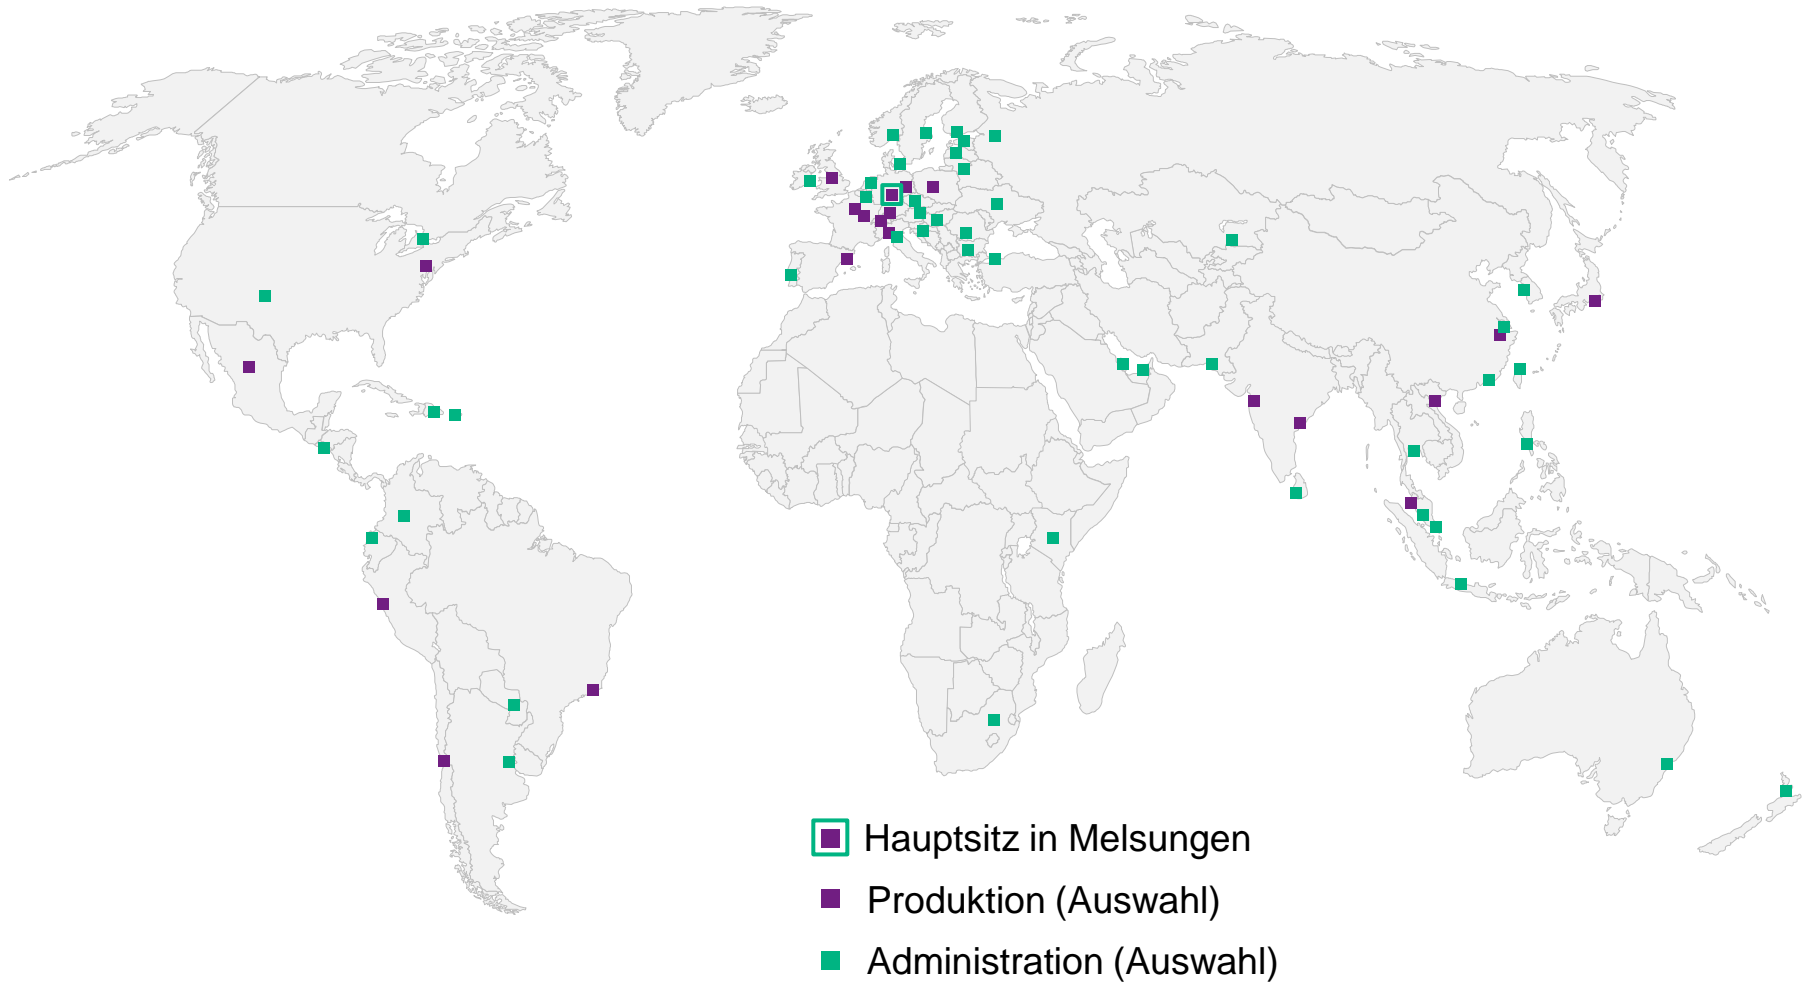 Hauptsitz in Melsungen
Produktion (Auswahl)
Administration (Auswahl)